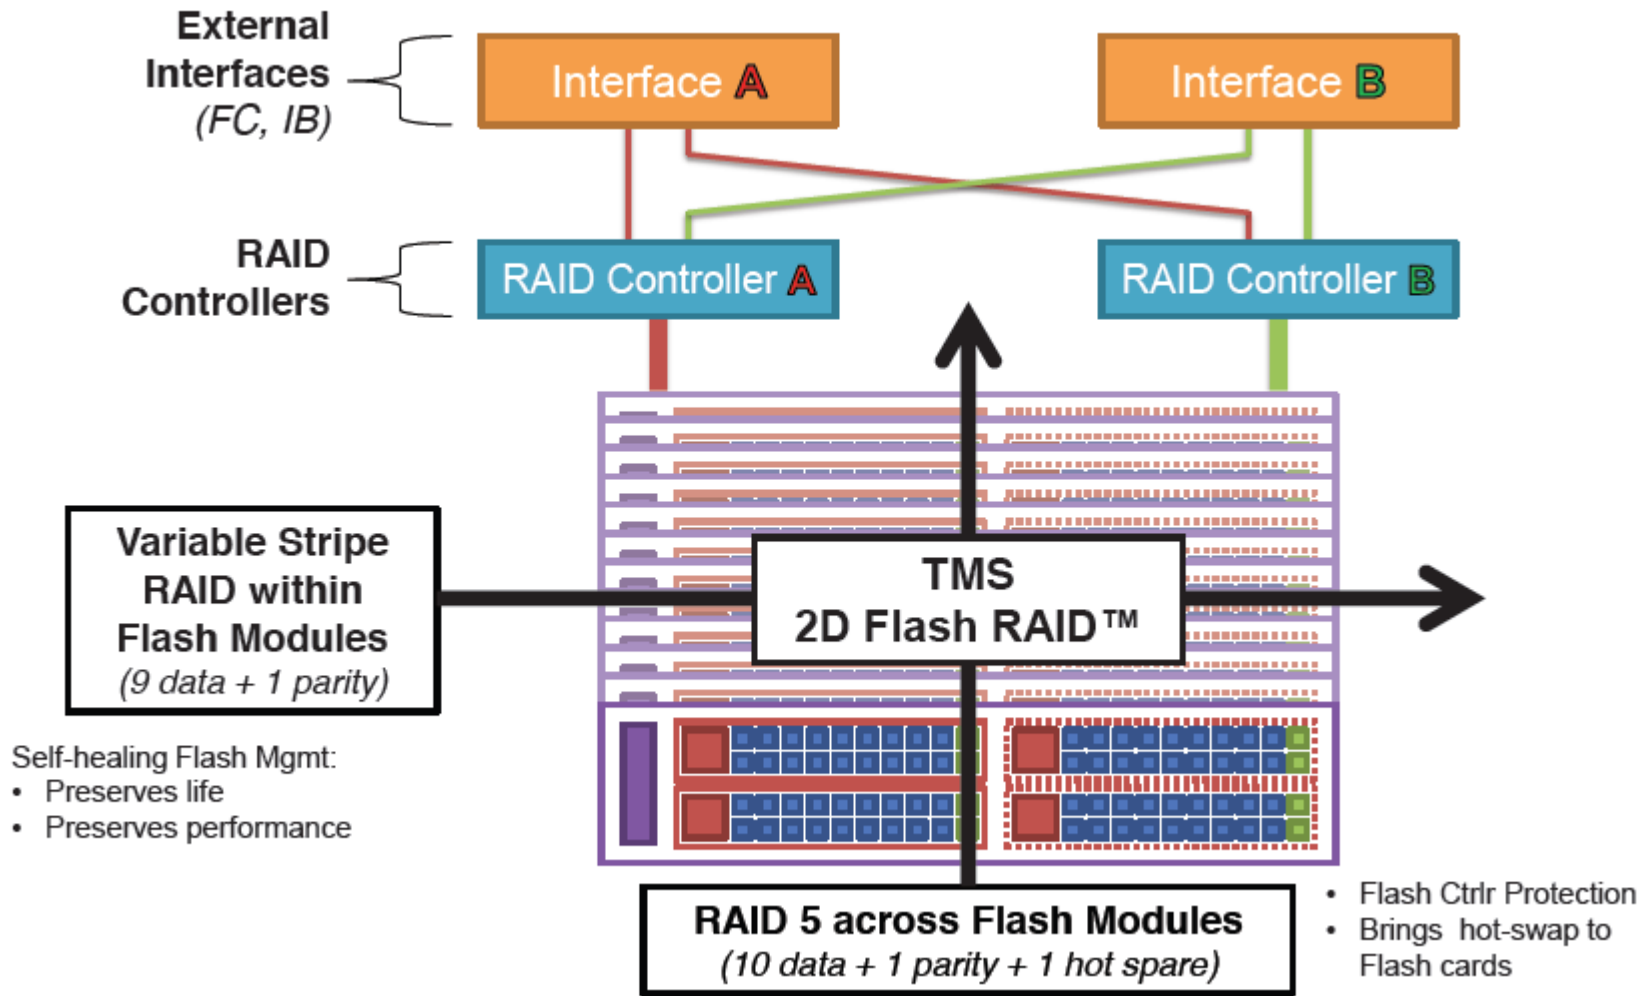 External
Interfaces
(FC, IB)
Interface A
Interface B
RAID
Controllers
RAID Controller A
RAID Controller B
Variable Stripe
RAID within
Flash Modules
(9 data + 1 parity)
TMS
2D Flash RAID™
Self-healing Flash Mgmt:
• Preserves life
• Preserves performance
RAID 5 across Flash Modules
(10 data + 1 parity + 1 hot spare)
• Flash Ctrlr Protection
• Brings hot-swap to
Flash cards